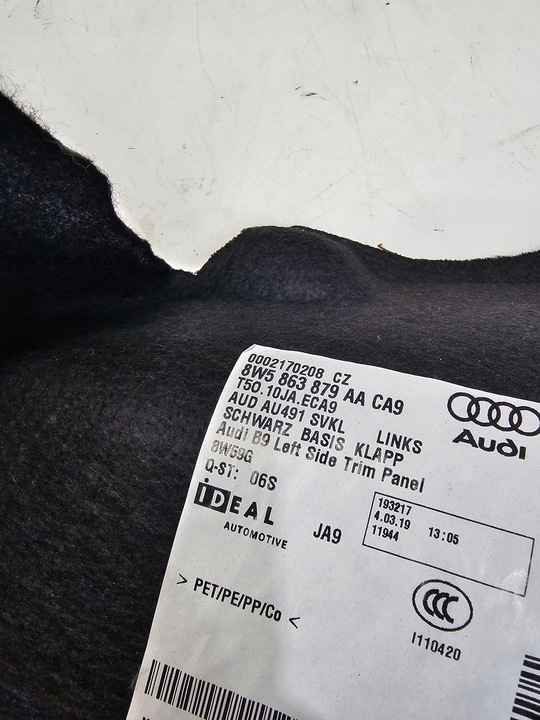 0002170208 CZ
8W5 863 879 AA CA9
T50.10JA.ECA9
AUD AU491 SVKL LINKS
SCHWARZ BASIS KLAPP
Audi B9 Left Side Trim Panel
8W59G
Q-ST: 06S
Audi
iDEAL
AUTOMOTIVE
JA9
193217
4.03.19 13:05
11944
> PET/PE/PP/Co <
CCC
I110420